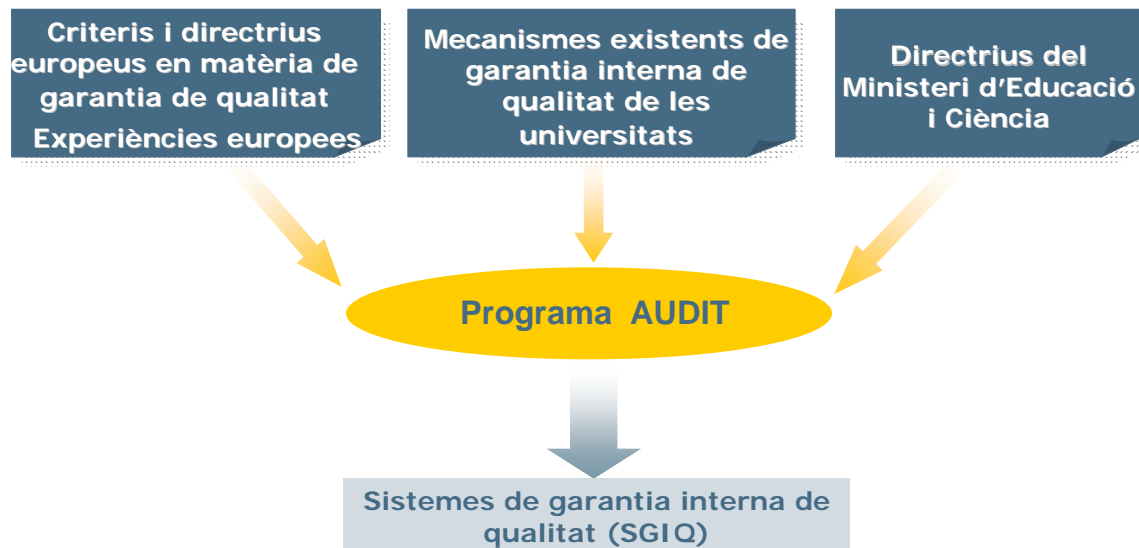 Criteris i directrius
europeus en matèria de
garantia de qualitat
Experiències europees
Mecanismes existents de
garantia interna de
qualitat de les
universitats
Directrius del
Ministeri d'Educació
i Ciència
Programa AUDIT
Sistemes de garantia interna de
qualitat (SGIQ)